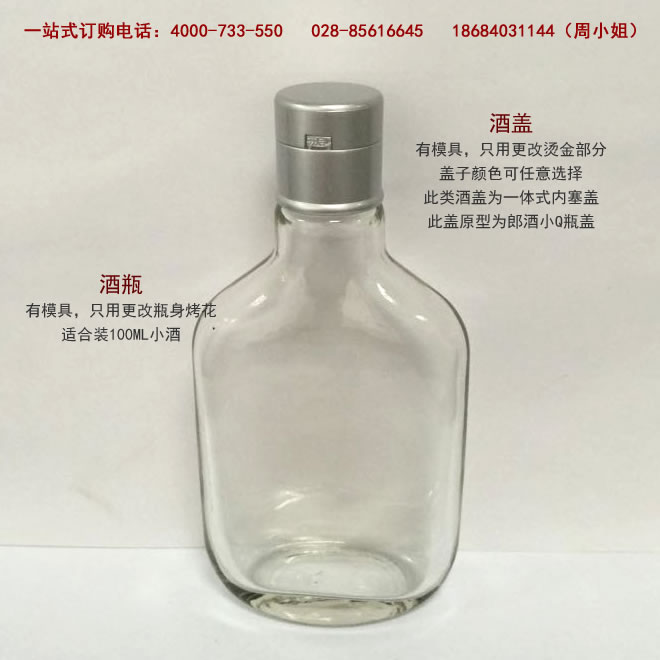 一站式订购电话：4000-733-550 028-85616645 18684031144（周小姐）
酒盖
有模具，只用更改烫金部分
盖子颜色可任意选择
此类酒盖为一体式内塞盖
此盖原型为郎酒小Q瓶盖
酒瓶
有模具，只用更改瓶身烤花
适合装100ML小酒